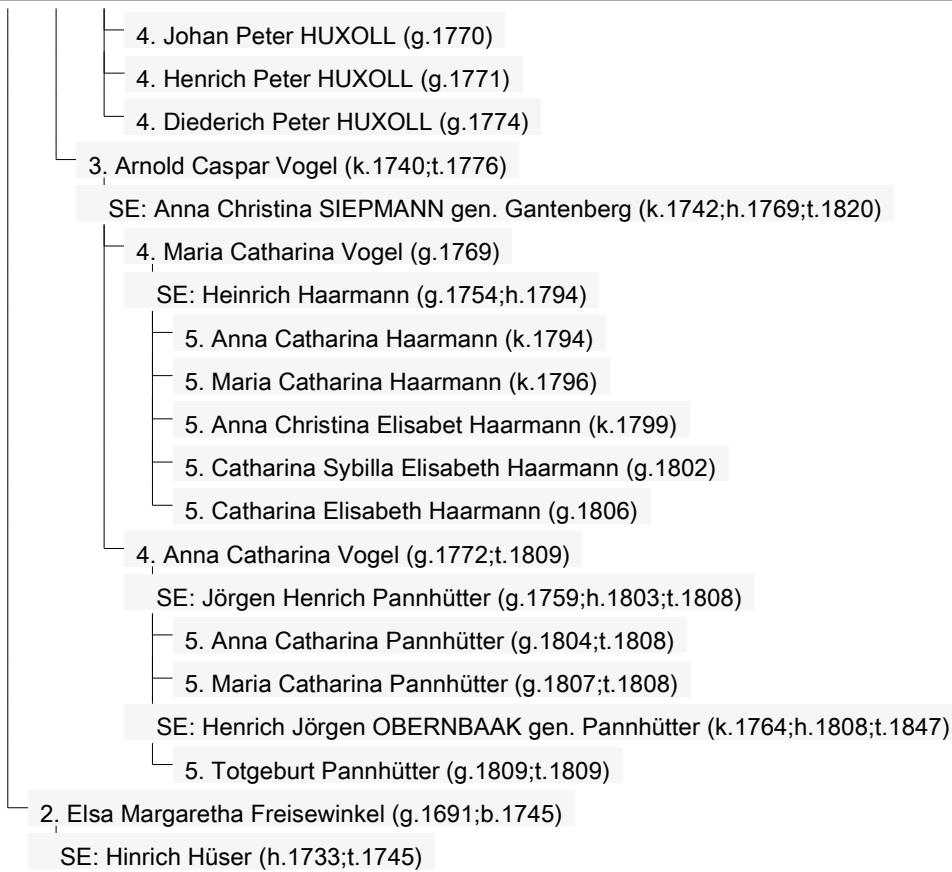 4. Johan Peter HUXOLL (g.1770)
4. Henrich Peter HUXOLL (g.1771)
4. Diederich Peter HUXOLL (g.1774)
3. Arnold Caspar Vogel (k.1740;t.1776)
SE: Anna Christina SIEPMANN gen. Gantenberg (k.1742;h.1769;t.1820)
4. Maria Catharina Vogel (g.1769)
SE: Heinrich Haarmann (g.1754;h.1794)
5. Anna Catharina Haarmann (k.1794)
5. Maria Catharina Haarmann (k.1796)
5. Anna Christina Elisabet Haarmann (k.1799)
5. Catharina Sybilla Elisabeth Haarmann (g.1802)
5. Catharina Elisabeth Haarmann (g.1806)
4. Anna Catharina Vogel (g.1772;t.1809)
SE: Jörgen Henrich Pannhütter (g.1759;h.1803;t.1808)
5. Anna Catharina Pannhütter (g.1804;t.1808)
5. Maria Catharina Pannhütter (g.1807;t.1808)
SE: Henrich Jörgen OBERNBAAK gen. Pannhütter (k.1764;h.1808;t.1847)
5. Totgeburt Pannhütter (g.1809;t.1809)
2. Elsa Margaretha Freisewinkel (g.1691;b.1745)
SE: Hinrich Hüser (h.1733;t.1745)